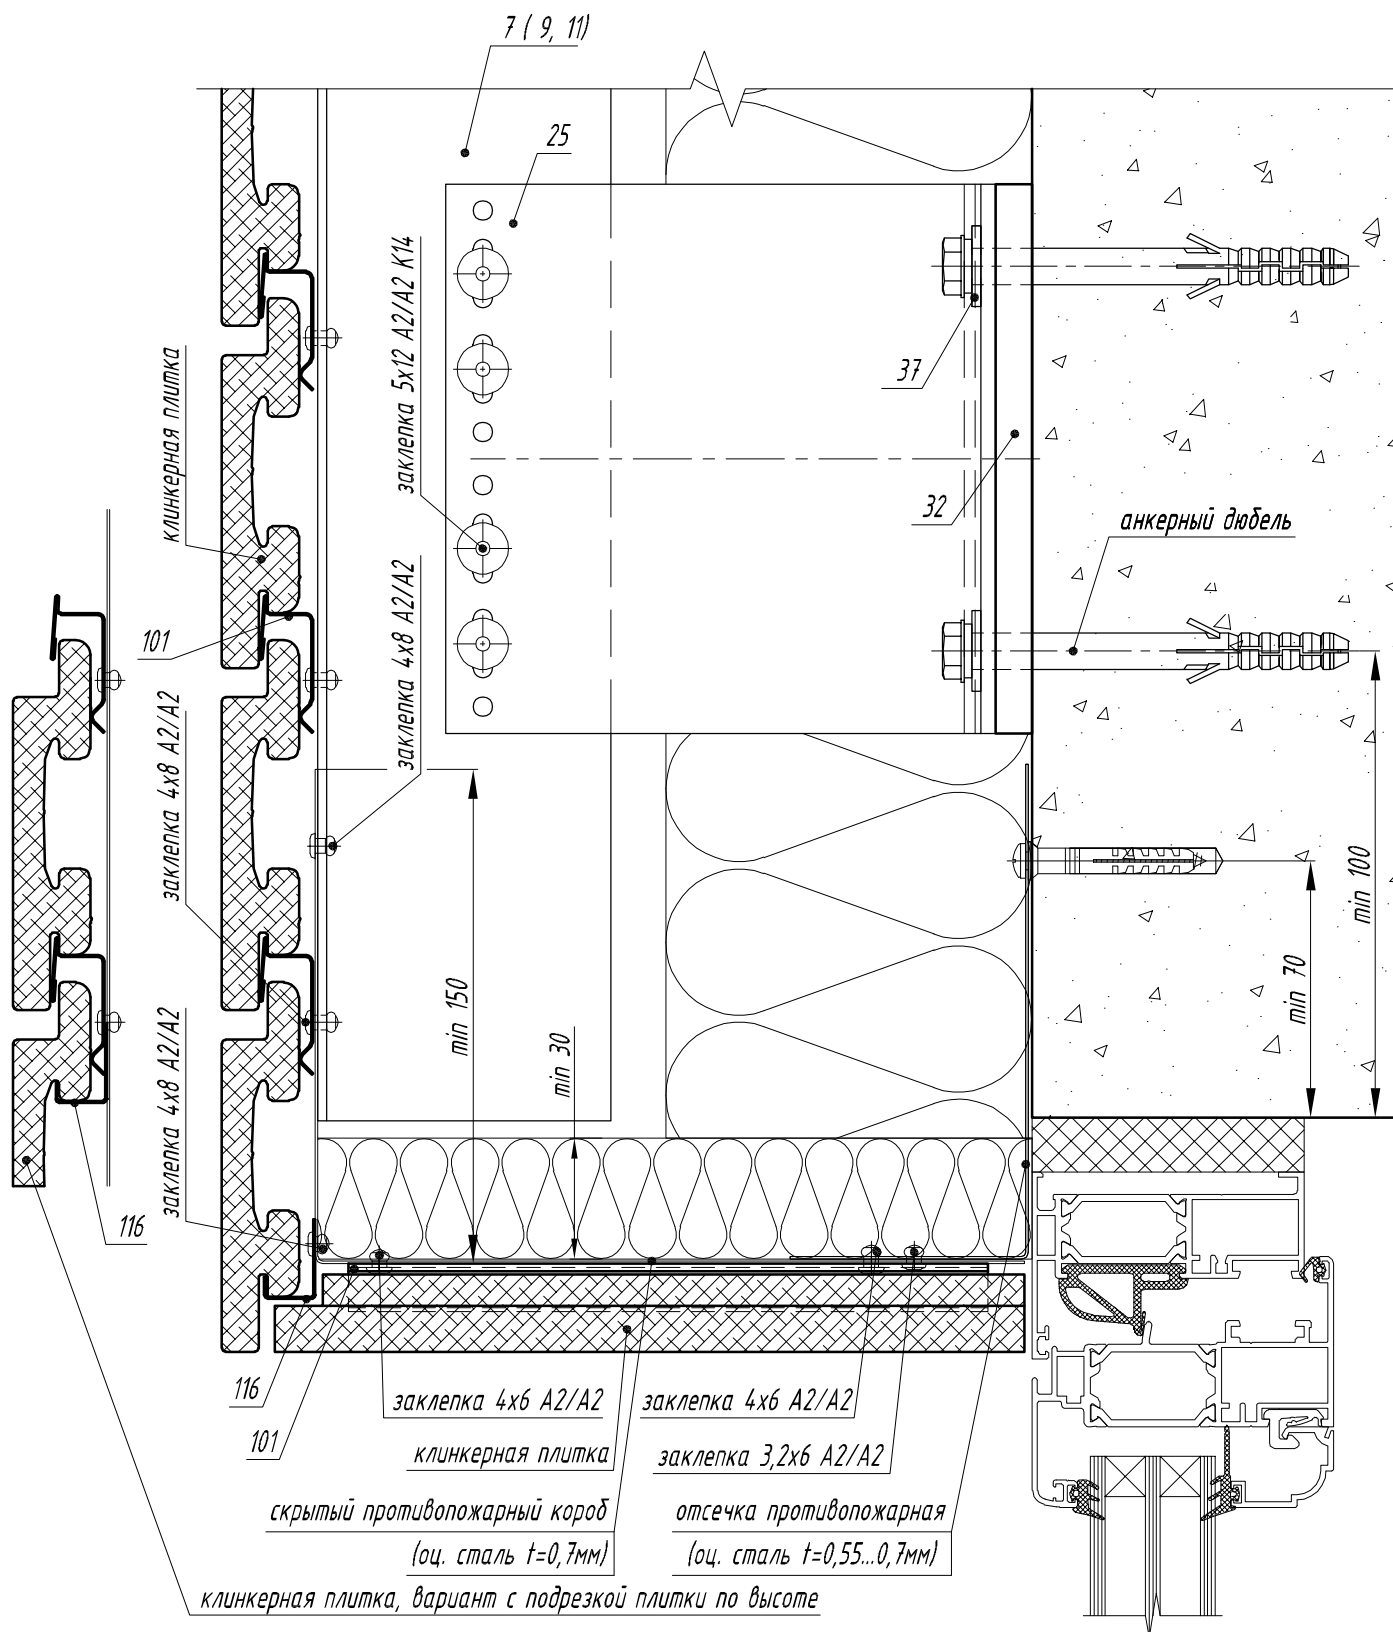 7 ( 9, 11)
25
заклепка 5х12 А2/А2 К14
37
клинкерная плитка
32
анкерный дюбель
заклепка 4х8 А2/А2
101
заклепка 4х8 А2/А2
min 100
min 70
min 150
min 30
заклепка 4х8 А2/А2
116
116
заклепка 4х6 А2/А2
заклепка 4х6 А2/А2
101
клинкерная плитка
заклепка 3,2х6 А2/А2
скрытый противопожарный короб
(оц. сталь t=0,7мм)
отсечка противопожарная
(оц. сталь t=0,55...0,7мм)
клинкерная плитка, вариант с подрезкой плитки по высоте